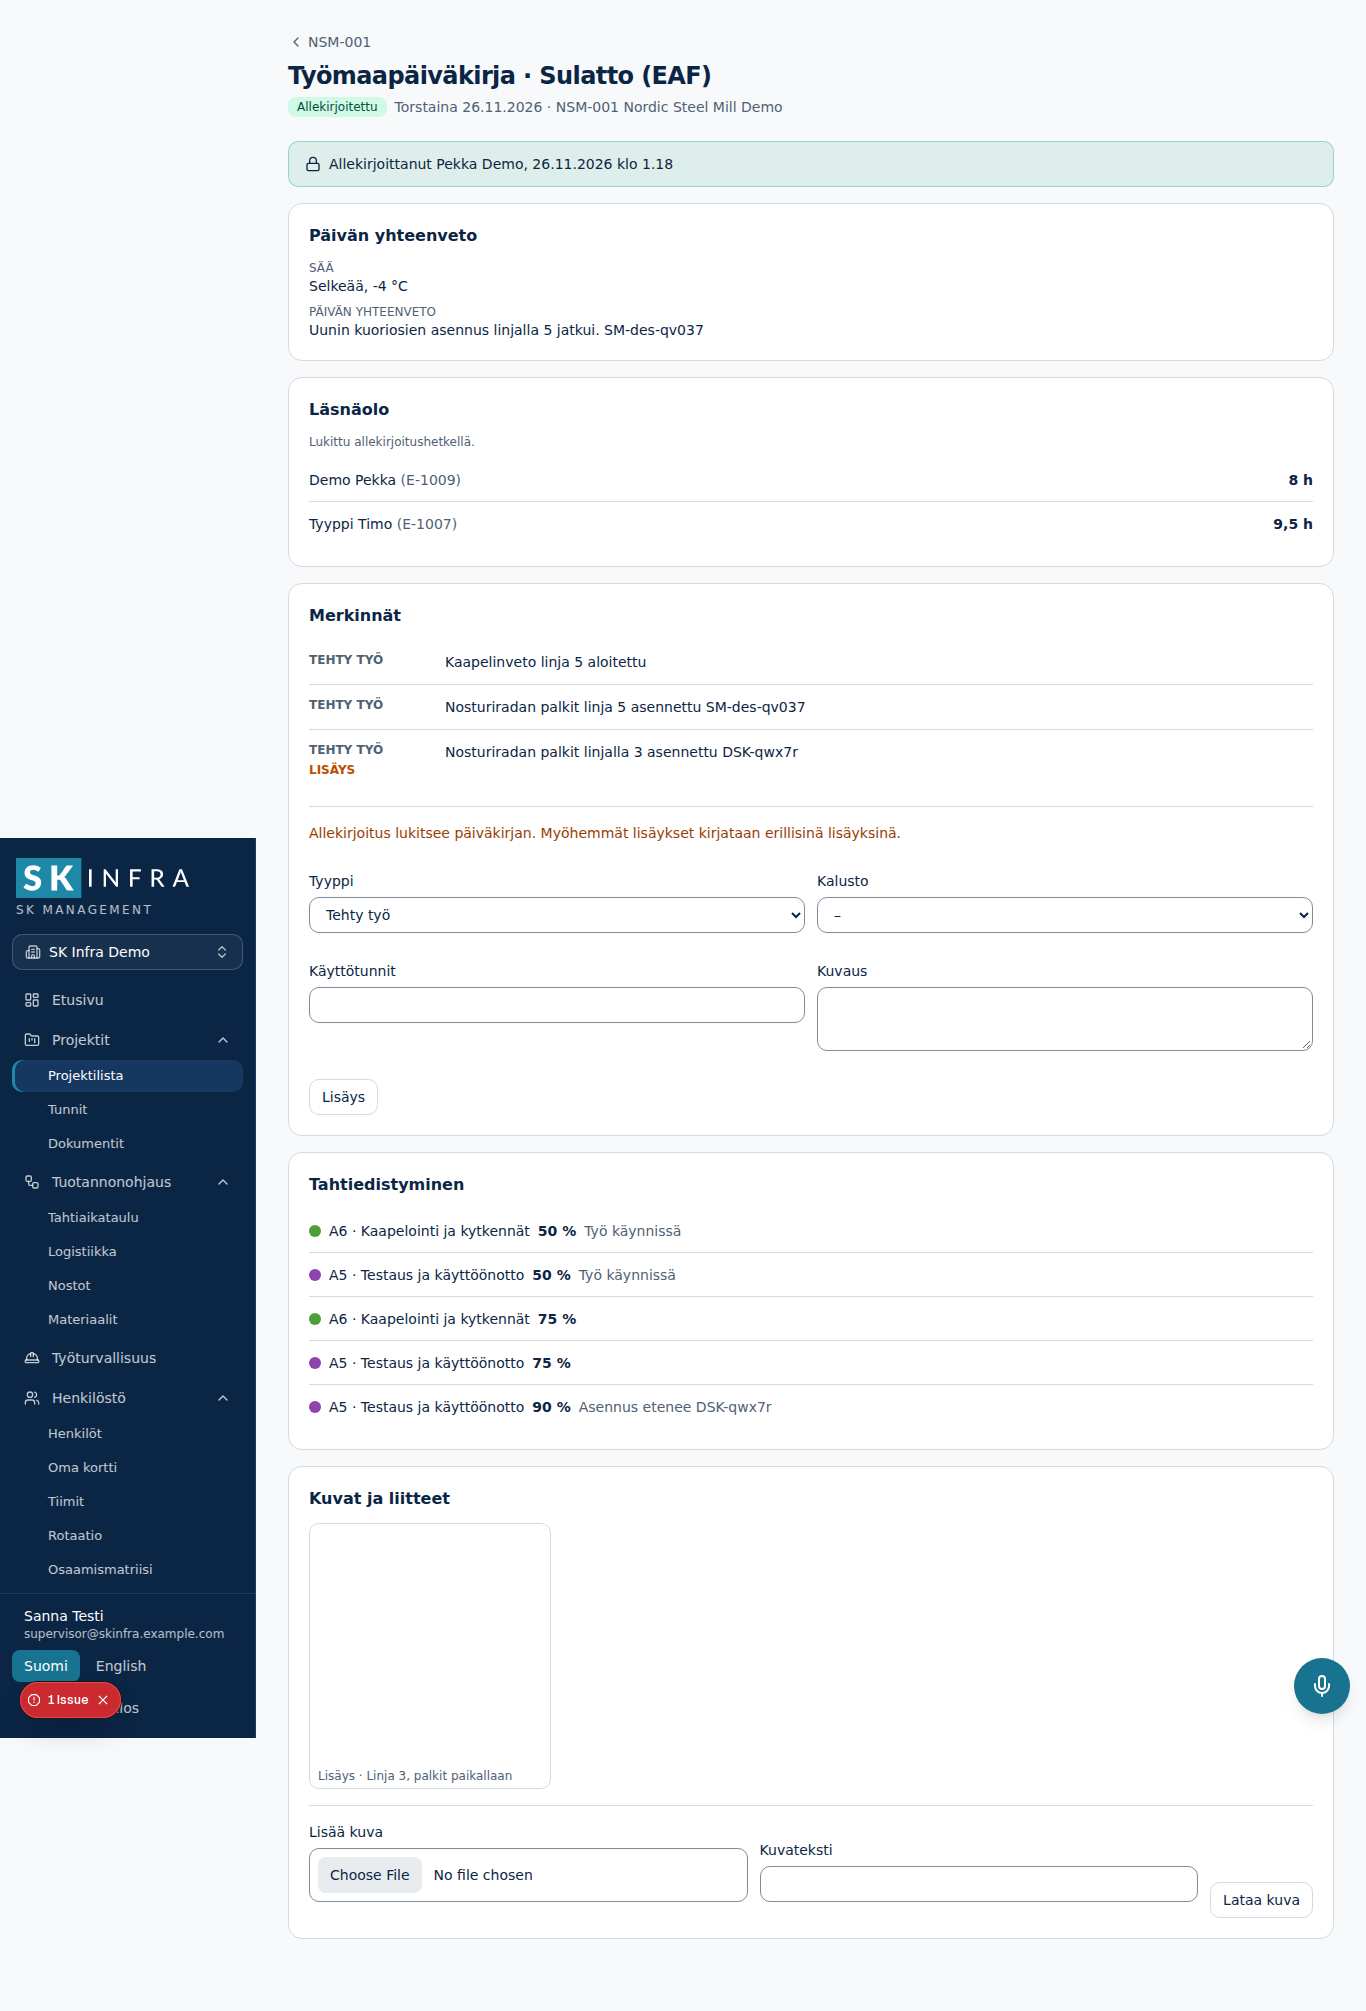 NSM-001
Työmaapäiväkirja · Sulatto (EAF)
Allekirjoitettu Torstaina 26.11.2026 · NSM-001 Nordic Steel Mill Demo
Allekirjoittanut Pekka Demo, 26.11.2026 klo 1.18
Päivän yhteenveto
SÄÄ
Selkeää, -4 °C
PÄIVÄN YHTEENVETO
Uunin kuoriosien asennus linjalla 5 jatkui. SM-des-qv037
Läsnäolo
Lukittu allekirjoitushetkellä.
Demo Pekka (E-1009) 8 h
Tyyppi Timo (E-1007) 9,5 h
Merkinnät
TEHTY TYÖ Kaapelinveto linja 5 aloitettu
TEHTY TYÖ Nosturiradan palkit linja 5 asennettu SM-des-qv037
TEHTY TYÖ Nosturiradan palkit linjalla 3 asennettu DSK-qwx7r
LISÄYS
Allekirjoitus lukitsee päiväkirjan. Myöhemmät lisäykset kirjataan erillisinä lisäyksinä.
Tyyppi Kalusto
Tehty työ –
Käyttötunnit Kuvaus
Lisäys
Tahtiedistyminen
A6 · Kaapelointi ja kytkennät 50 % Työ käynnissä
A5 · Testaus ja käyttöönotto 50 % Työ käynnissä
A6 · Kaapelointi ja kytkennät 75 %
A5 · Testaus ja käyttöönotto 75 %
A5 · Testaus ja käyttöönotto 90 % Asennus etenee DSK-qwx7r
Kuvat ja liitteet
Lisäys · Linja 3, palkit paikallaan
Lisää kuva
Kuvateksti
Choose File No file chosen
Lataa kuva
SK INFRA
SK MANAGEMENT
SK Infra Demo
Etusivu
Projektit
Projektilista
Tunnit
Dokumentit
Tuotannonohjaus
Tahtiaikataulu
Logistiikka
Nostot
Materiaalit
Työturvallisuus
Henkilöstö
Henkilöt
Oma kortti
Tiimit
Rotaatio
Osaamismatriisi
Sanna Testi
supervisor@skinfra.example.com
Suomi English
1 Issue